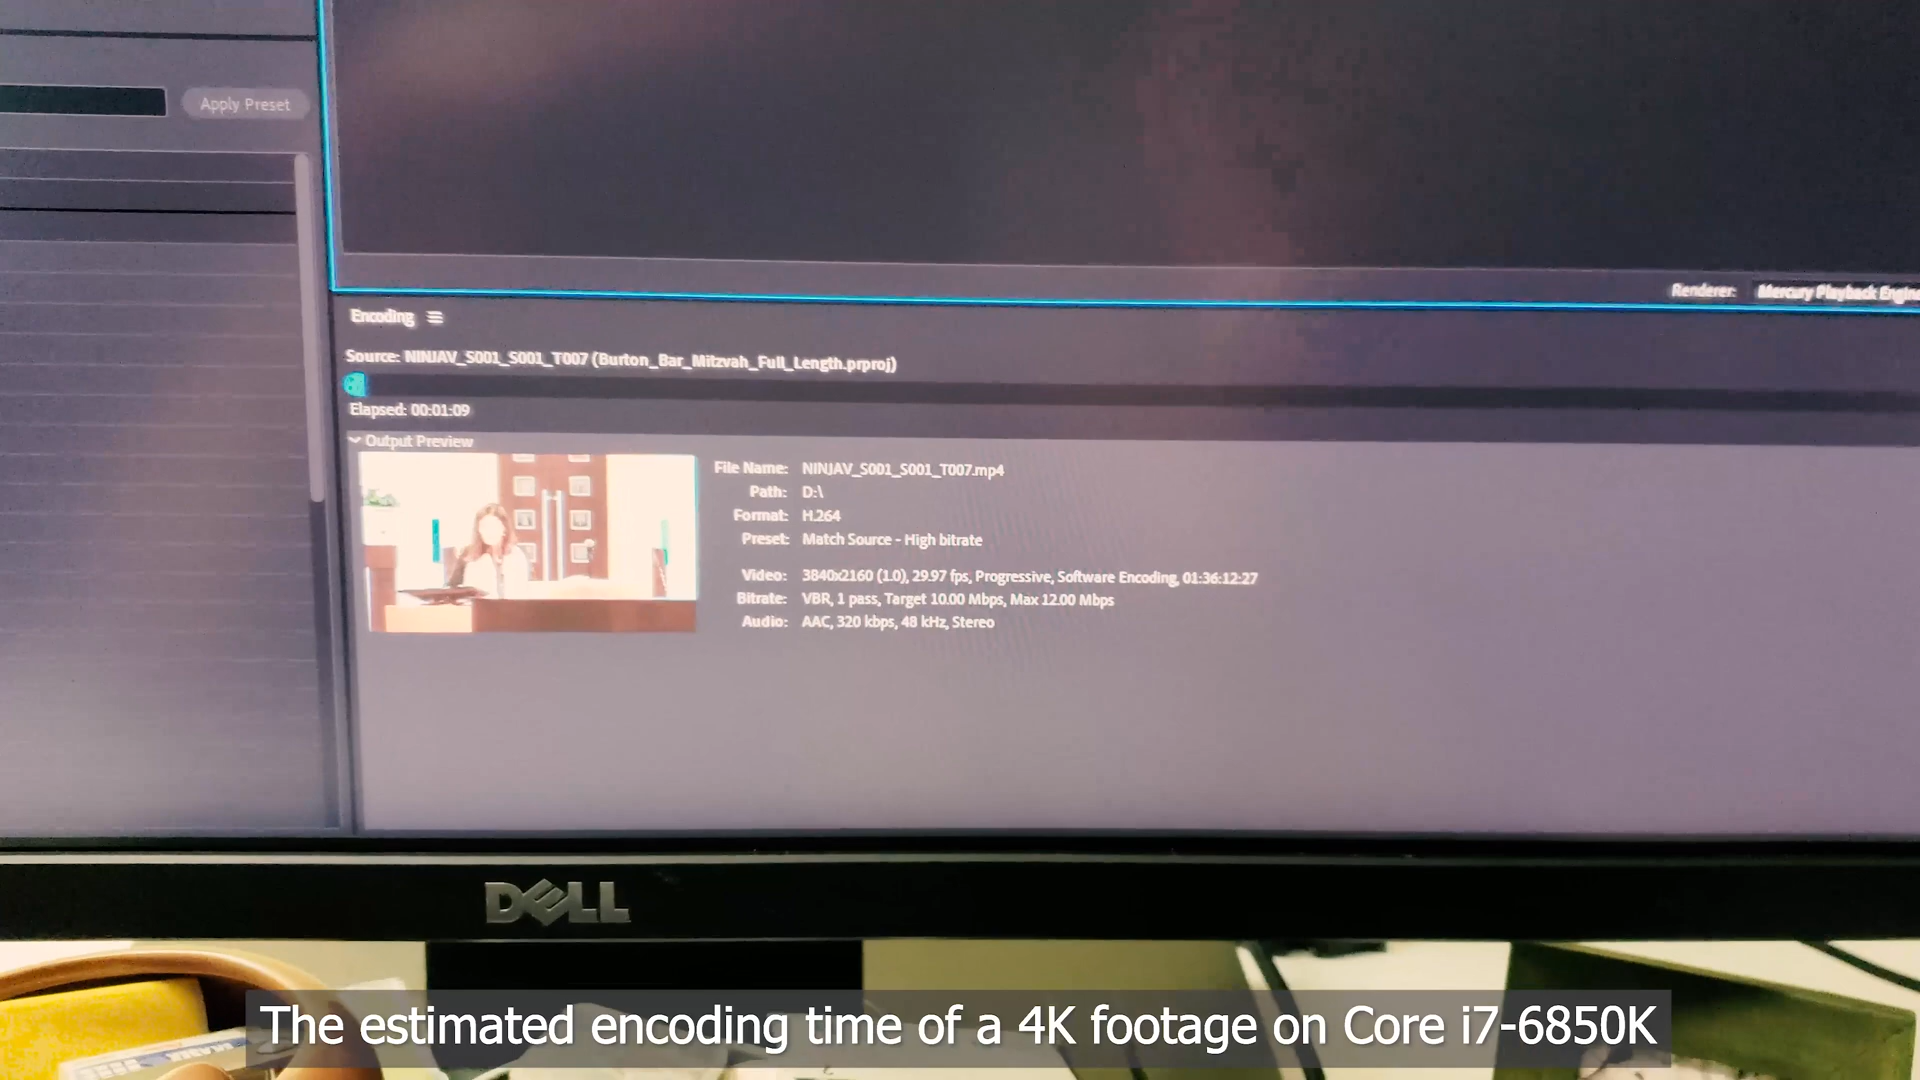 Apply Preset
Renderer: Mercury Playback Engine
Encoding
Source: NINJAV_S001_S001_T007 (Burton_Bar_Mitzvah_Full_Length.prproj)
Elapsed: 00:01:09
Output Preview
File Name: NINJAV_S001_S001_T007.mp4
Path: D:\
Format: H.264
Preset: Match Source - High bitrate
Video: 3840x2160 (1.0), 29.97 fps, Progressive, Software Encoding, 01:36:12:27
Bitrate: VBR, 1 pass, Target 10.00 Mbps, Max 12.00 Mbps
Audio: AAC, 320 kbps, 48 kHz, Stereo
DELL
The estimated encoding time of a 4K footage on Core i7-6850K